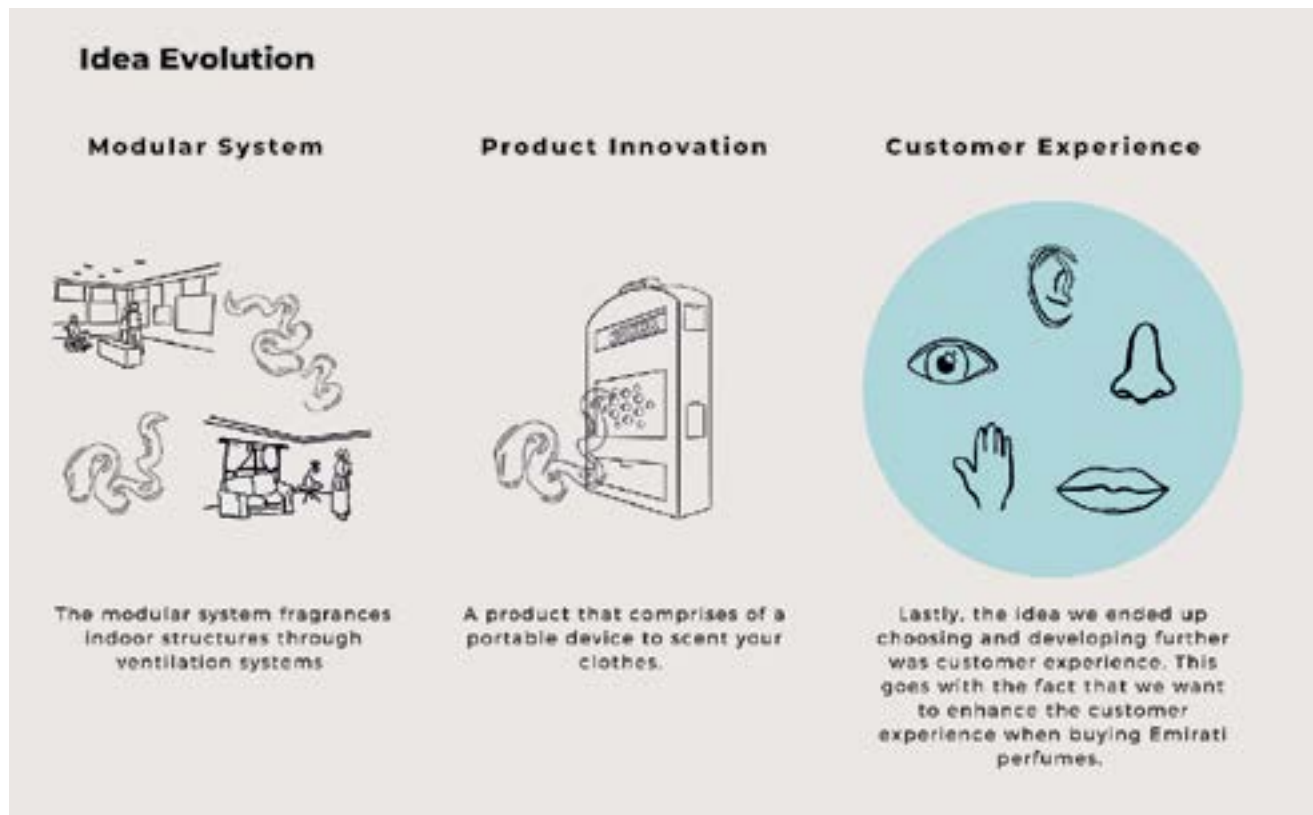 Idea Evolution
Modular System
Product Innovation
Customer Experience
The modular system fragrances
indoor structures through
ventilation systems
A product that comprises of a
portable device to scent your
clothes.
Lastly, the idea we ended up
choosing and developing further
was customer experience. This
goes with the fact that we want
to enhance the customer
experience when buying Emirati
perfumes.